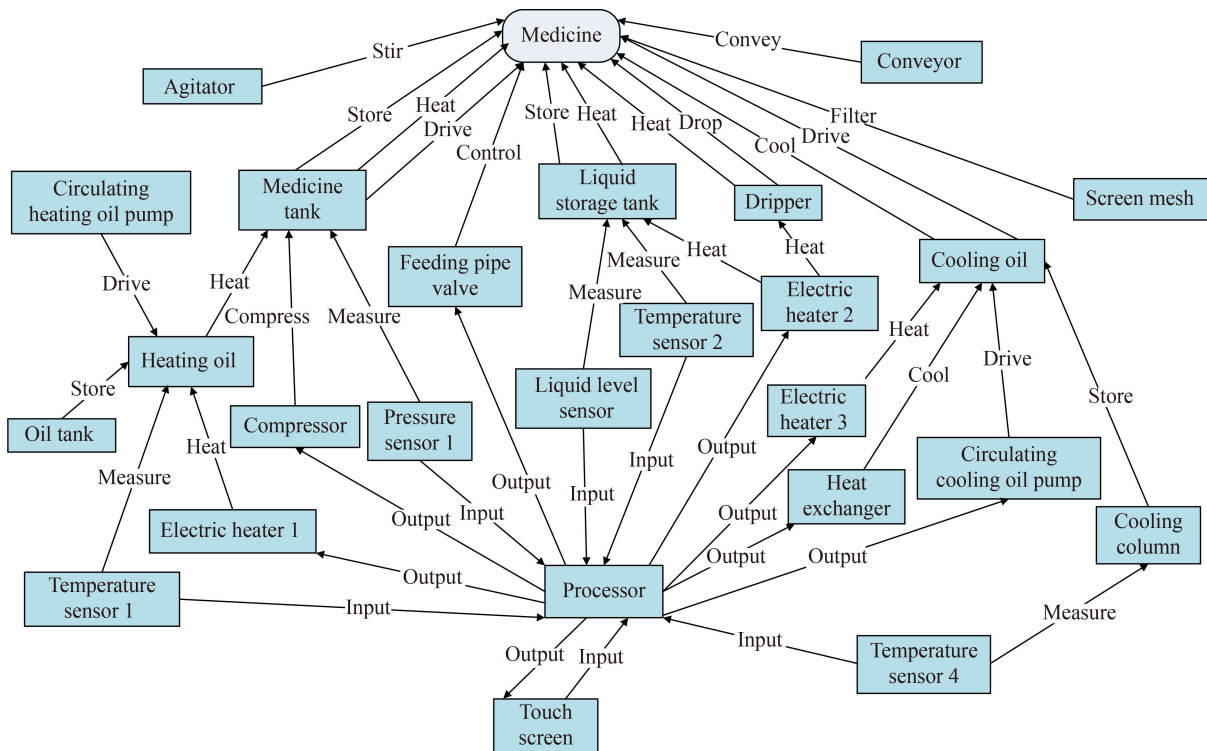 Medicine
Stir
Convey
Agitator
Conveyor
Store
Heat
Drive
Control
Store
Heat
Heat
Drop
Cool
Drive
Filter
Circulating
heating oil pump
Medicine
tank
Liquid
storage tank
Dripper
Screen mesh
Feeding pipe
valve
Cooling oil
Drive
Heat
Compress
Measure
Measure
Measure
Heat
Heat
Electric
heater 2
Temperature
sensor 2
Heating oil
Heat
Cool
Drive
Store
Store
Oil tank
Compressor
Pressure
sensor 1
Liquid level
sensor
Electric
heater 3
Circulating
cooling oil pump
Measure
Heat
Output
Input
Output
Input
Input
Output
Output
Heat
exchanger
Electric heater 1
Cooling
column
Output
Output
Output
Temperature
sensor 1
Input
Processor
Measure
Input
Temperature
sensor 4
Output
Input
Touch
screen